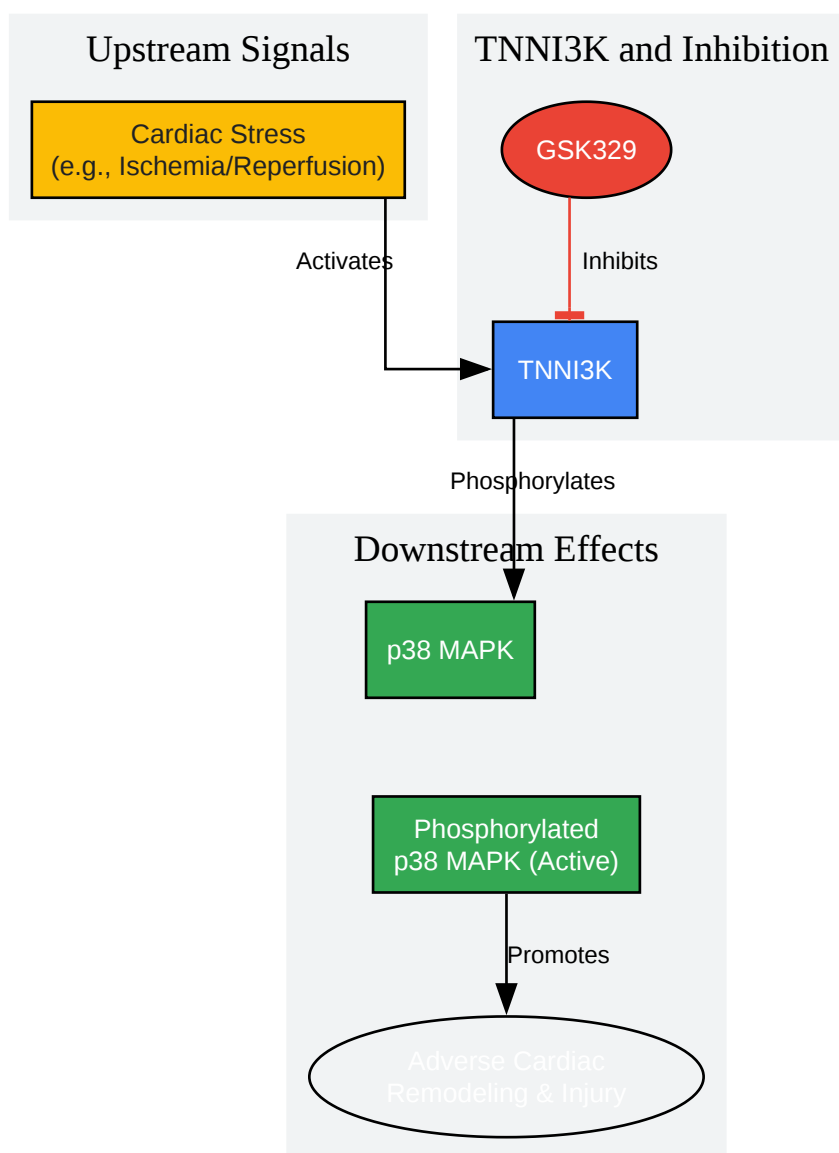 Upstream Signals
TNNI3K and Inhibition
Cardiac Stress
(e.g., Ischemia/Reperfusion)
GSK329
Activates
Inhibits
TNNI3K
Phosphorylates
Downstream Effects
p38 MAPK
Phosphorylated
p38 MAPK (Active)
Promotes
Adverse Cardiac
Remodeling & Injury